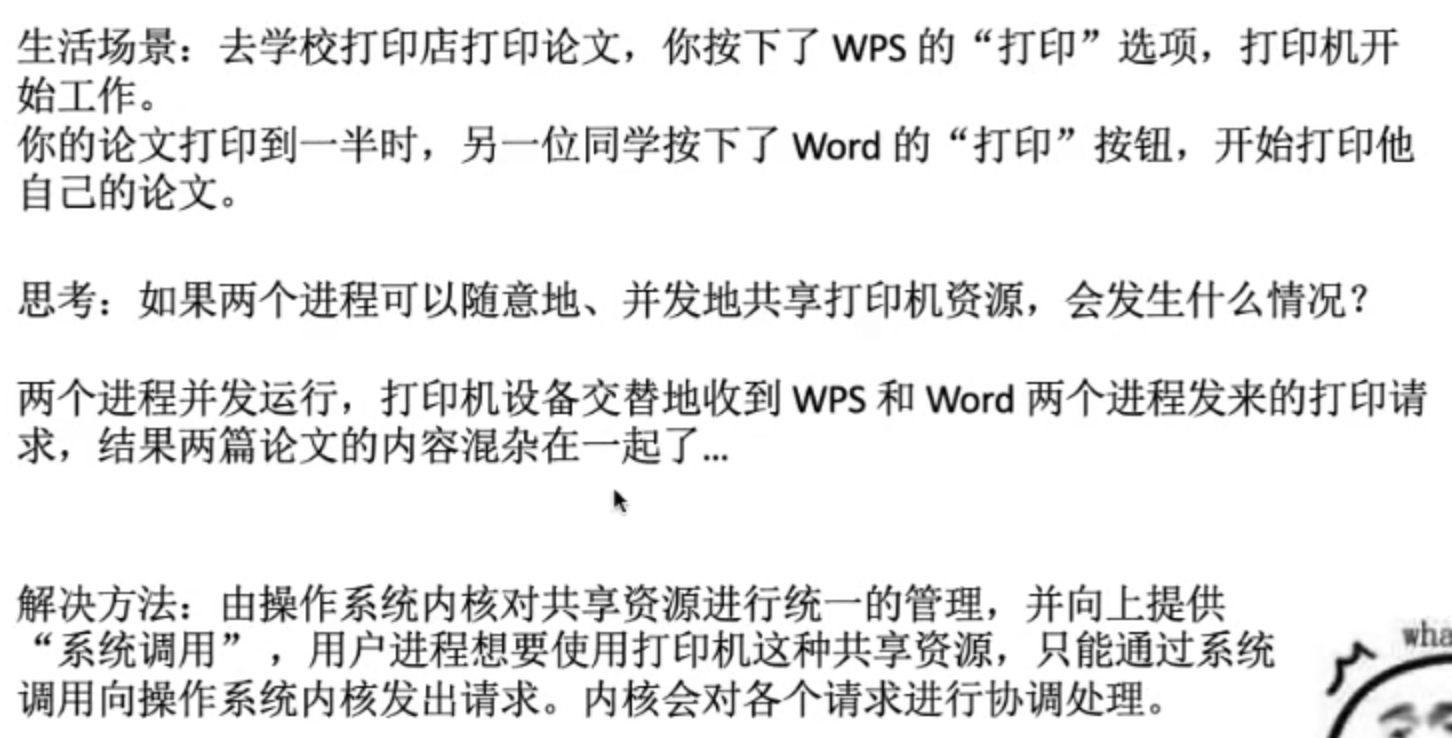 生活场景：去学校打印店打印论文，你按下了 WPS 的“打印”选项，打印机开
始工作。
你的论文打印到一半时，另一位同学按下了 Word 的“打印”按钮，开始打印他
自己的论文。
思考：如果两个进程可以随意地、并发地共享打印机资源，会发生什么情况？
两个进程并发运行，打印机设备交替地收到 WPS 和 Word 两个进程发来的打印请
求，结果两篇论文的内容混杂在一起了...
解决方法：由操作系统内核对共享资源进行统一的管理，并向上提供
“系统调用”，用户进程想要使用打印机这种共享资源，只能通过系统
调用向操作系统内核发出请求。内核会对各个请求进行协调处理。